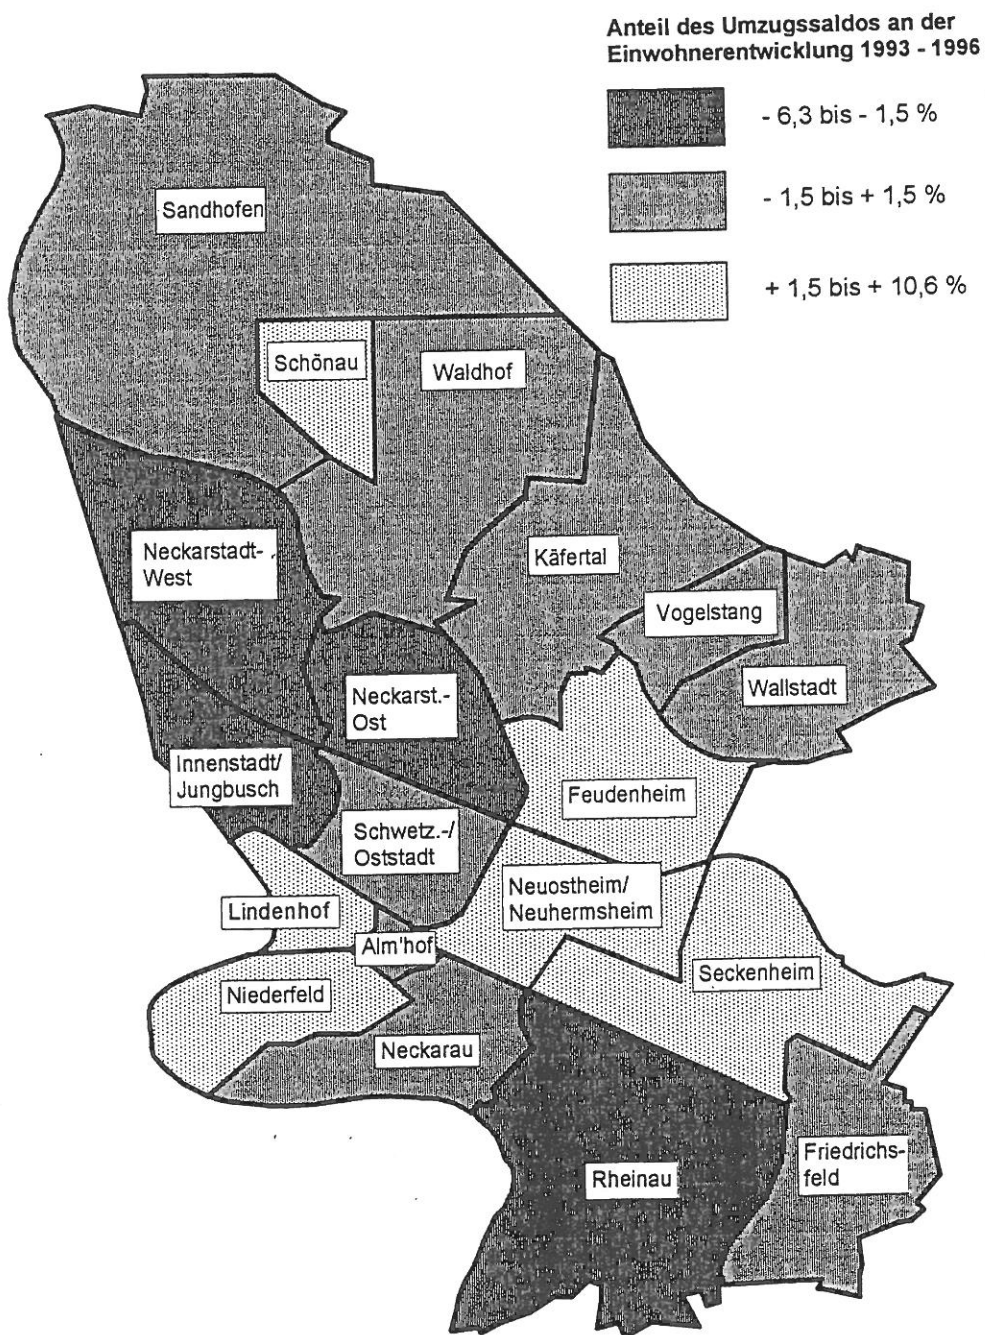 Anteil des Umzugssaldos an der
Einwohnerentwicklung 1993 - 1996
- 6,3 bis - 1,5 %
- 1,5 bis + 1,5 %
+ 1,5 bis + 10,6 %
Sandhofen
Schönau
Waldhof
Neckarstadt-
West
Käfertal
Vogelstang
Wallstadt
Neckarst.-
Ost
Innenstadt/
Jungbusch
Feudenheim
Schwetz.-/
Oststadt
Neuostheim/
Neuhermsheim
Lindenhof
Alm'hof
Seckenheim
Niederfeld
Neckarau
Rheinau
Friedrichs-
feld